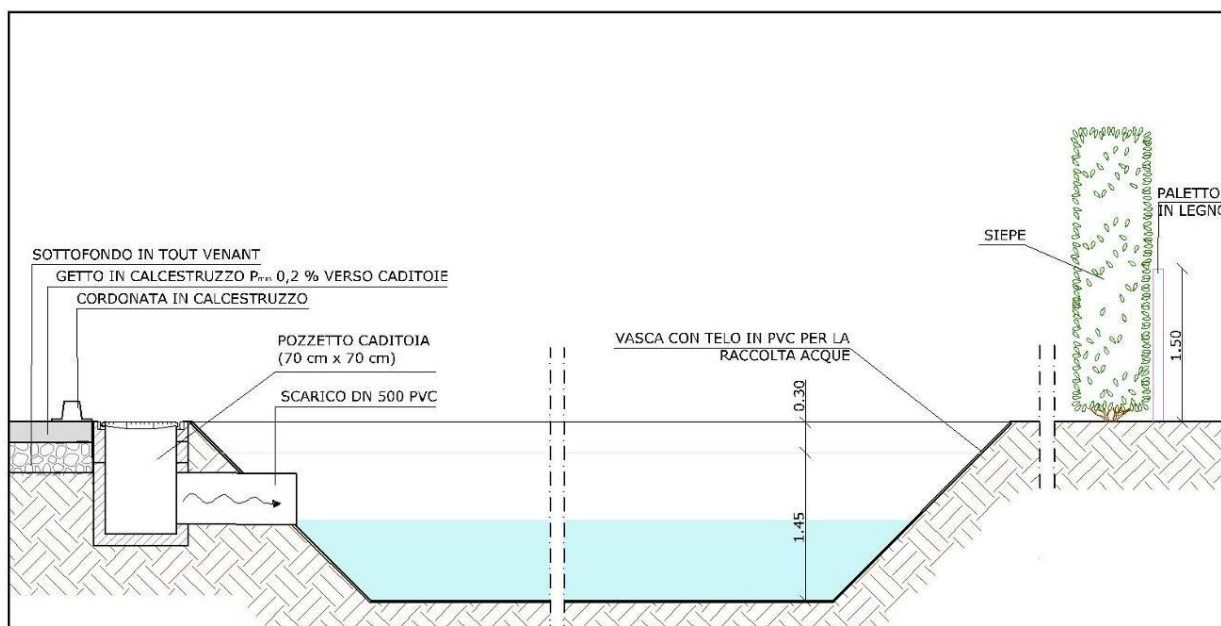 PALETTO
IN LEGNO
SIEPE
SOTTOFONDO IN TOUT VENANT
GETTO IN CALCESTRUZZO Pmin 0,2 % VERSO CADITOIE
CORDONATA IN CALCESTRUZZO
POZZETTO CADITOIA
(70 cm x 70 cm)
SCARICO DN 500 PVC
VASCA CON TELO IN PVC PER LA
RACCOLTA ACQUE
0.30
1.45
1.50